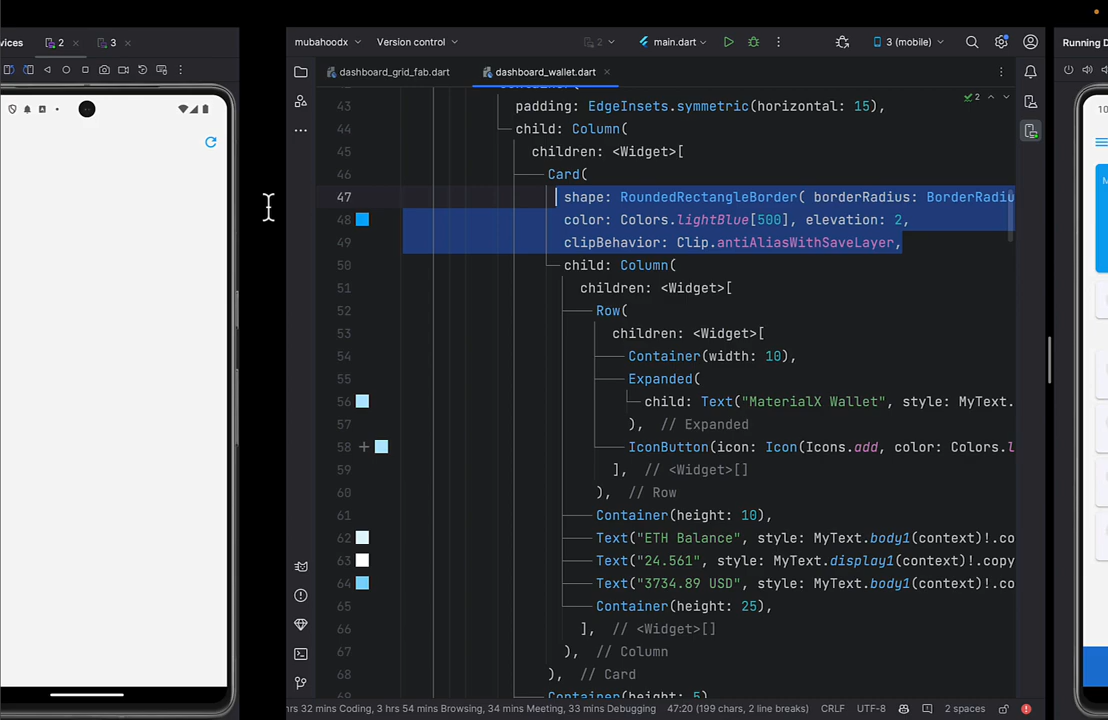 vices
2
3
mubahoodx
Version control
2
main.dart
3 (mobile)
Running D
dashboard_grid_fab.dart
dashboard_wallet.dart
2
43 padding: EdgeInsets.symmetric(horizontal: 15),
44 child: Column(
45 children: <Widget>[
46 Card(
47 shape: RoundedRectangleBorder( borderRadius: BorderRadiu
48 color: Colors.lightBlue[500], elevation: 2,
49 clipBehavior: Clip.antiAliasWithSaveLayer,
50 child: Column(
51 children: <Widget>[
52 Row(
53 children: <Widget>[
54 Container(width: 10),
55 Expanded(
56 child: Text("MaterialX Wallet", style: MyText.
57 ), // Expanded
58 IconButton(icon: Icon(Icons.add, color: Colors.l
59 ], // <Widget>[]
60 ), // Row
61 Container(height: 10),
62 Text("ETH Balance", style: MyText.body1(context)!.co
63 Text("24.561", style: MyText.display1(context)!.copy
64 Text("3734.89 USD", style: MyText.body1(context)!.co
65 Container(height: 25),
66 ], // <Widget>[]
67 ), // Column
68 ), // Card
69 Container(height: 5)
hrs 32 mins Coding, 3 hrs 54 mins Browsing, 34 mins Meeting, 33 mins Debugging
47:20 (199 chars, 2 line breaks)
CRLF
UTF-8
2 spaces
10